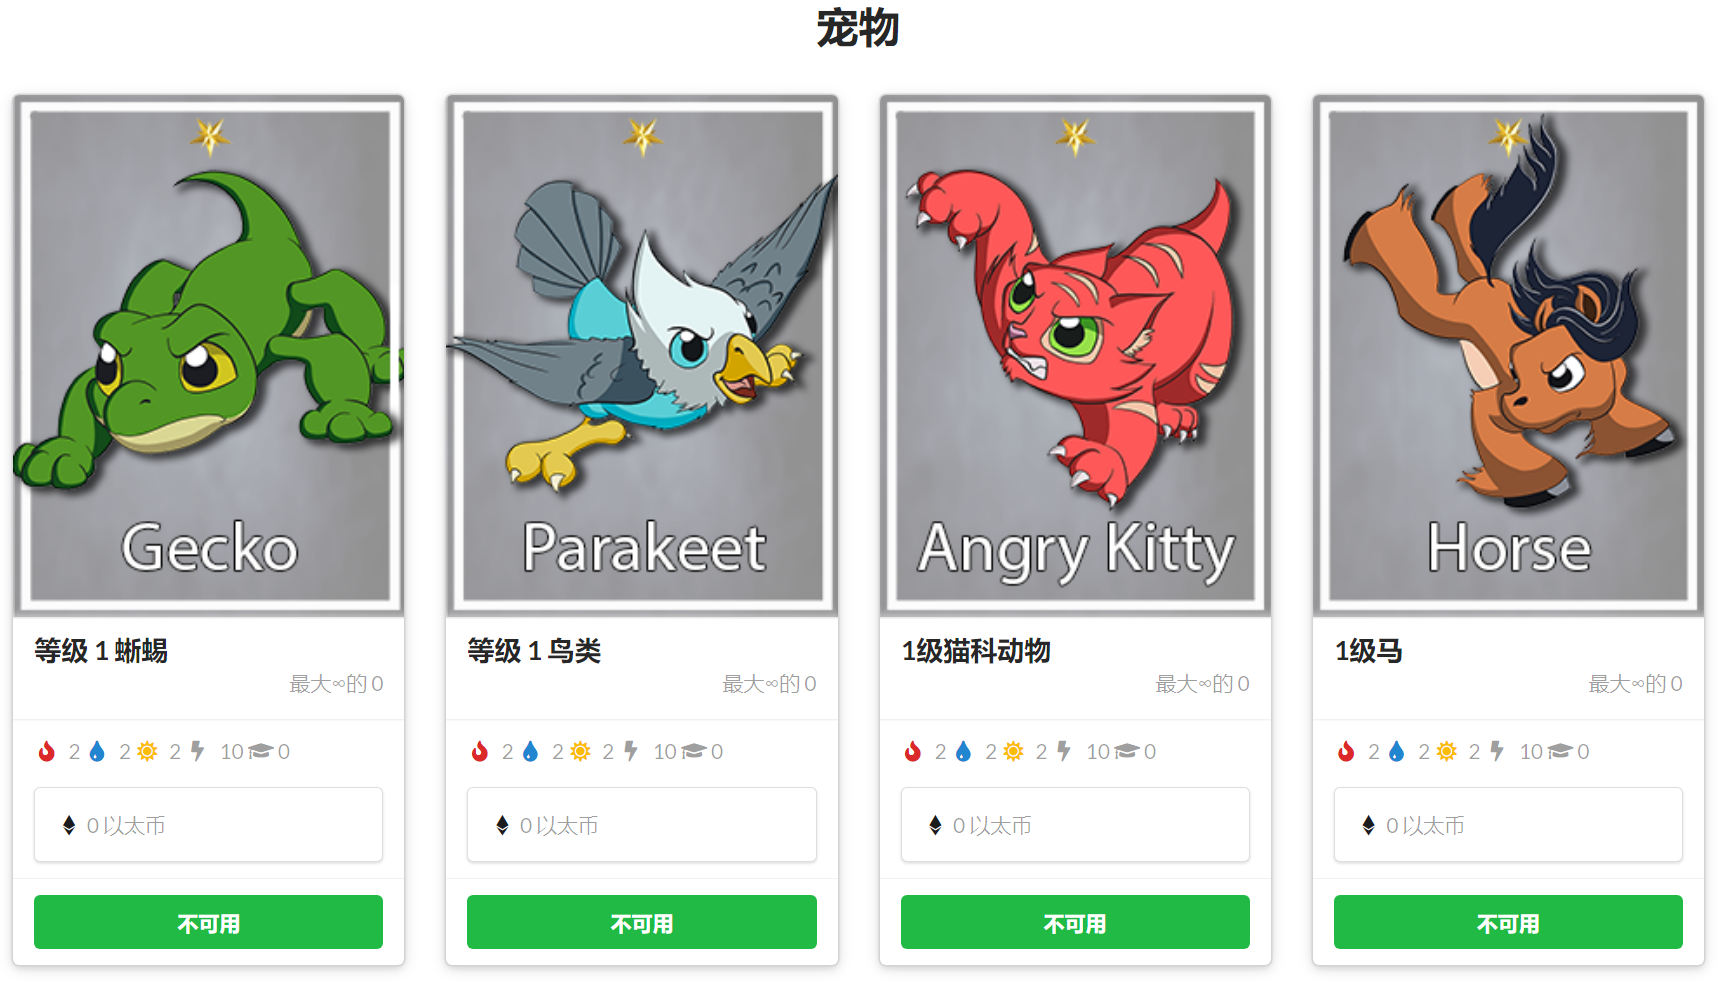 宠物
Gecko
等级 1 蜥蜴
最大∞的 0
2 2 2 10 0
0 以太币
不可用
Parakeet
等级 1 鸟类
最大∞的 0
2 2 2 10 0
0 以太币
不可用
Angry Kitty
1级猫科动物
最大∞的 0
2 2 2 10 0
0 以太币
不可用
Horse
1级马
最大∞的 0
2 2 2 10 0
0 以太币
不可用